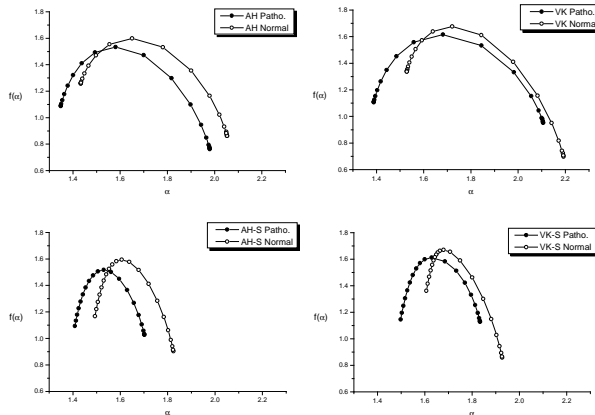 AH Patho.
AH Normal
1.8
1.6
1.4
1.2
1.0
0.8
0.6
f(α)
1.4 1.6 1.8 2.0 2.2
α
VK Patho.
VK Normal
1.8
1.6
1.4
1.2
1.0
0.8
0.6
f(α)
1.4 1.6 1.8 2.0 2.2
α
AH-S Patho.
AH-S Normal
1.8
1.6
1.4
1.2
1.0
0.8
0.6
f(α)
1.4 1.6 1.8 2.0 2.2
α
VK-S Patho.
VK-S Normal
1.8
1.6
1.4
1.2
1.0
0.8
0.6
f(α)
1.4 1.6 1.8 2.0 2.2
α